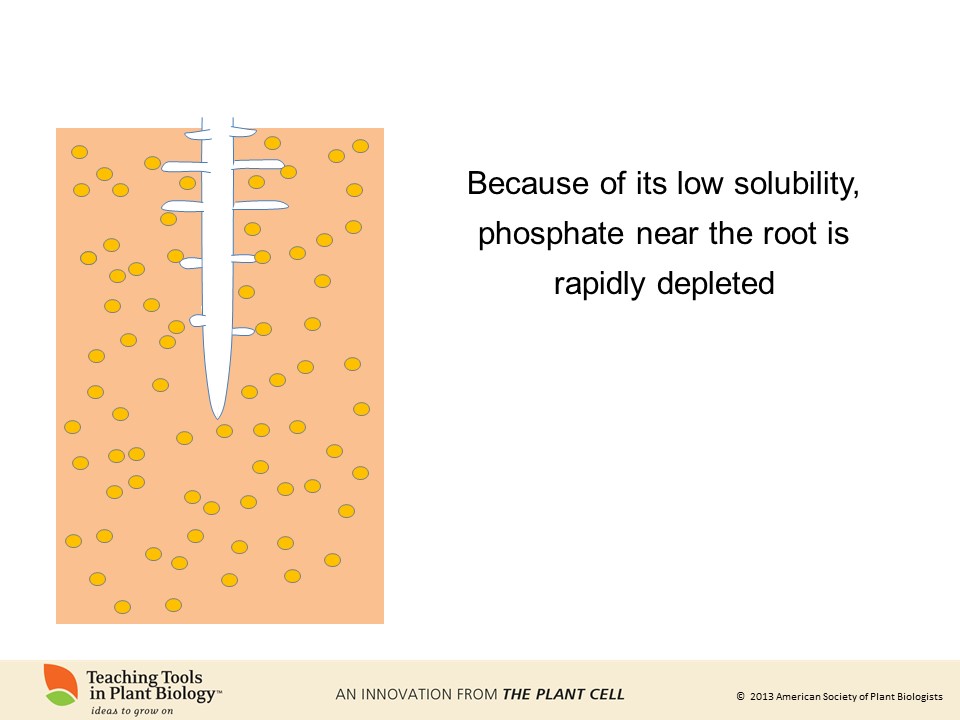 Because of its low solubility,
phosphate near the root is
rapidly depleted
Teaching Tools
in Plant Biology™
ideas to grow on
AN INNOVATION FROM THE PLANT CELL
© 2013 American Society of Plant Biologists